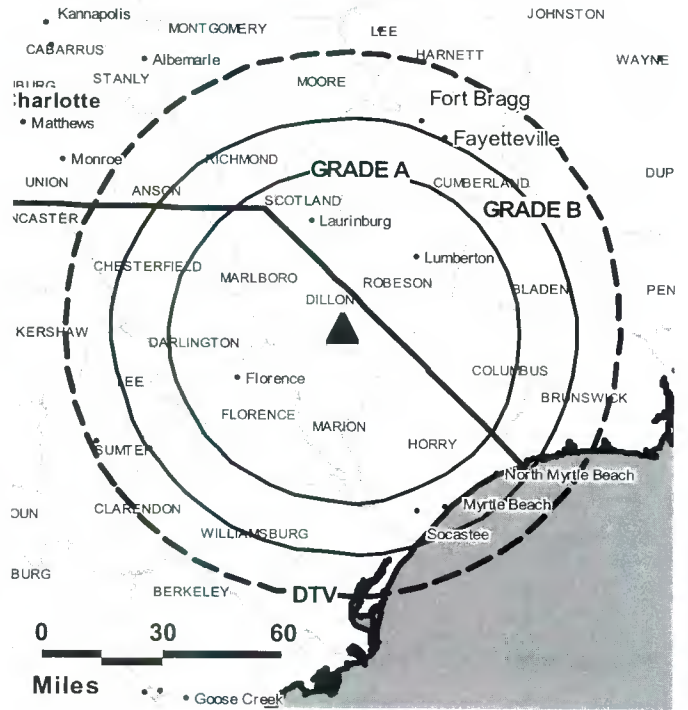 Kannapolis
JOHNSTON
MONTGOMERY
LEE
CABARRUS
Albemarle
HARNETT
WAYNE
STANLY
MOORE
Charlotte
Fort Bragg
Matthews
Fayetteville
Monroe
RICHMOND
GRADE A
UNION
ANSON
CUMBERLAND
DUP
SCOTLAND
GRADE B
NCASTER
Laurinburg
Lumberton
CHESTERFIELD
MARLBORO
ROBESON
BLADEN
PEN
DILLON
KERSHAW
DARLINGTON
COLUMBUS
LEE
Florence
BRUNSWICK
FLORENCE
MARION
HORRY
SUMTER
North Myrtle Beach
CLARENDON
Myrtle Beach
OUN
WILLIAMSBURG
Socastee
BURG
BERKELEY
DTV
0 30 60
Miles
Goose Creek